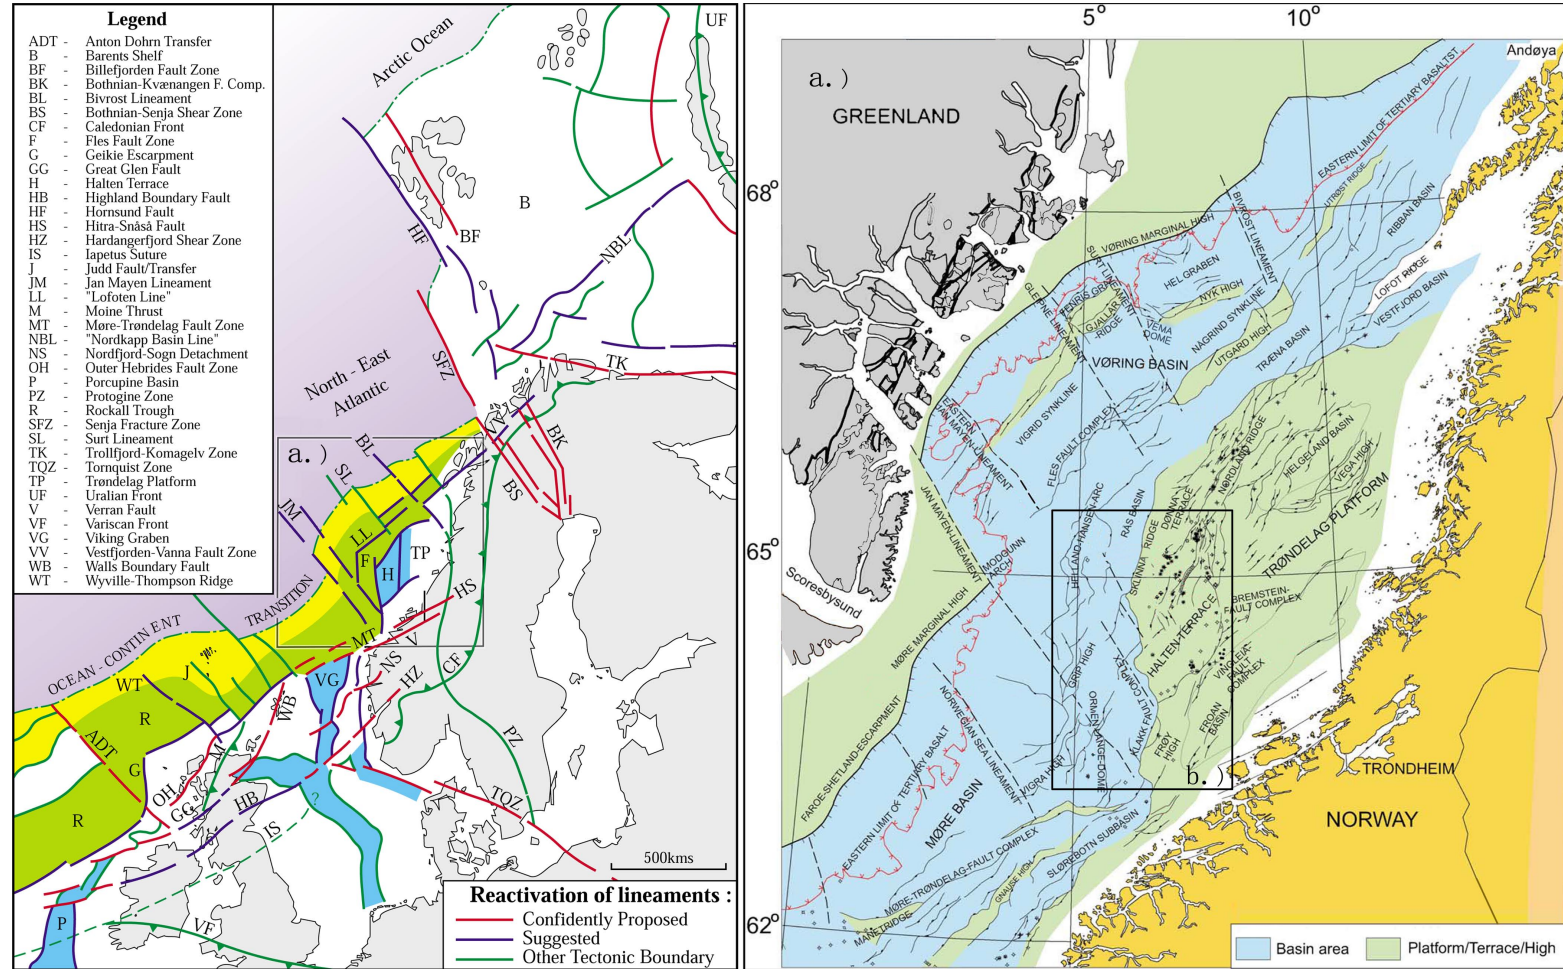 Legend
ADT - Anton Dohrn Transfer
B - Barents Shelf
BF - Billefjorden Fault Zone
BK - Bothnian-Kvænangen F. Comp.
BL - Bivrost Lineament
BS - Bothnian-Senja Shear Zone
CF - Caledonian Front
F - Fles Fault Zone
G - Geikie Escarpment
GG - Great Glen Fault
H - Halten Terrace
HB - Highland Boundary Fault
HF - Hornsund Fault
HS - Hitra-Snåså Fault
HZ - Hardangerfjord Shear Zone
IS - Iapetus Suture
J - Judd Fault/Transfer
JM - Jan Mayen Lineament
LL - "Lofoten Line"
M - Moine Thrust
MT - Møre-Trøndelag Fault Zone
NBL - "Nordkapp Basin Line"
NS - Nordfjord-Sogn Detachment
OH - Outer Hebrides Fault Zone
P - Porcupine Basin
PZ - Protogine Zone
R - Rockall Trough
SFZ - Senja Fracture Zone
SL - Surt Lineament
TK - Trollfjord-Komagelv Zone
TQZ - Tornquist Zone
TP - Trøndelag Platform
UF - Uralian Front
V - Verran Fault
VF - Variscan Front
VG - Viking Graben
VV - Vestfjorden-Vanna Fault Zone
WB - Walls Boundary Fault
WT - Wyville-Thompson Ridge
UF
Arctic Ocean
B
BF
HF
NBL
SFZ
TK
North - East
Atlantic
VV
BK
BL
a. )
SL
BS
JM
LL
F
H
TP
HS
OCEAN - CONTINENT
TRANSITION
MT
V
NS
CF
HZ
WT
J
VG
WB
R
ADT
M
PZ
G
OH
GG
HB
?
TQZ
IS
R
P
VF
500kms
Reactivation of lineaments :
Confidently Proposed
Suggested
Other Tectonic Boundary
5°
10°
68°
65°
62°
a. )
GREENLAND
Andøya
EASTERN LIMIT OF TERTIARY BASALTST
UTRØST RIDGE
RIBBAN BASIN
BIVROST LINEAMENT
VØRING MARGINAL HIGH
SURT LINEAMENT
HEL GRABEN
LOFOT RIDGE
VESTFJORD BASIN
GLEIPNE LINEAMENT
FENRIS GRABEN
GJALLAR
-RIDGE
NYK HIGH
VEMA
DOME
NÅGRIND SYNKLINE
UTGARD HIGH
TRÆNA BASIN
VØRING BASIN
EASTERN
JAN MAYEN-LINEAMENT
VIGRID SYNKLINE
FLES FAULT COMPLEX
NORDLAND RIDGE
HELGELAND BASIN
VEGA HIGH
TRØNDELAG PLATFORM
JAN MAYEN-LINEAMENT
HELLAND-HANSEN-ARC
RÅS BASIN
DØNNA
TERRACE
SKLINNA RIDGE
MODGUNN
ARCH
BREMSTEIN-
FAULT COMPLEX
HALTEN-TERRACE
Scoresbysund
MØRE MARGINAL HIGH
GRIP HIGH
VINGLEIA-
FAULT
COMPLEX
KLAKK FAULT COMPLEX
ORMEN LANGE-DOME
FROAN
BASIN
FRØY
HIGH
b. )
FAROE-SHETLAND-ESCARPMENT
NORWEGIAN SEA LINEAMENT
VIGRA HIGH
EASTERN LIMIT OF TERTIARY BASALT
MØRE BASIN
TRONDHEIM
NORWAY
MØRE-TRØNDELAG-FAULT COMPLEX
GNAUSE HIGH
SLØREBOTN SUBBASIN
MANETRIDGE
Basin area
Platform/Terrace/High